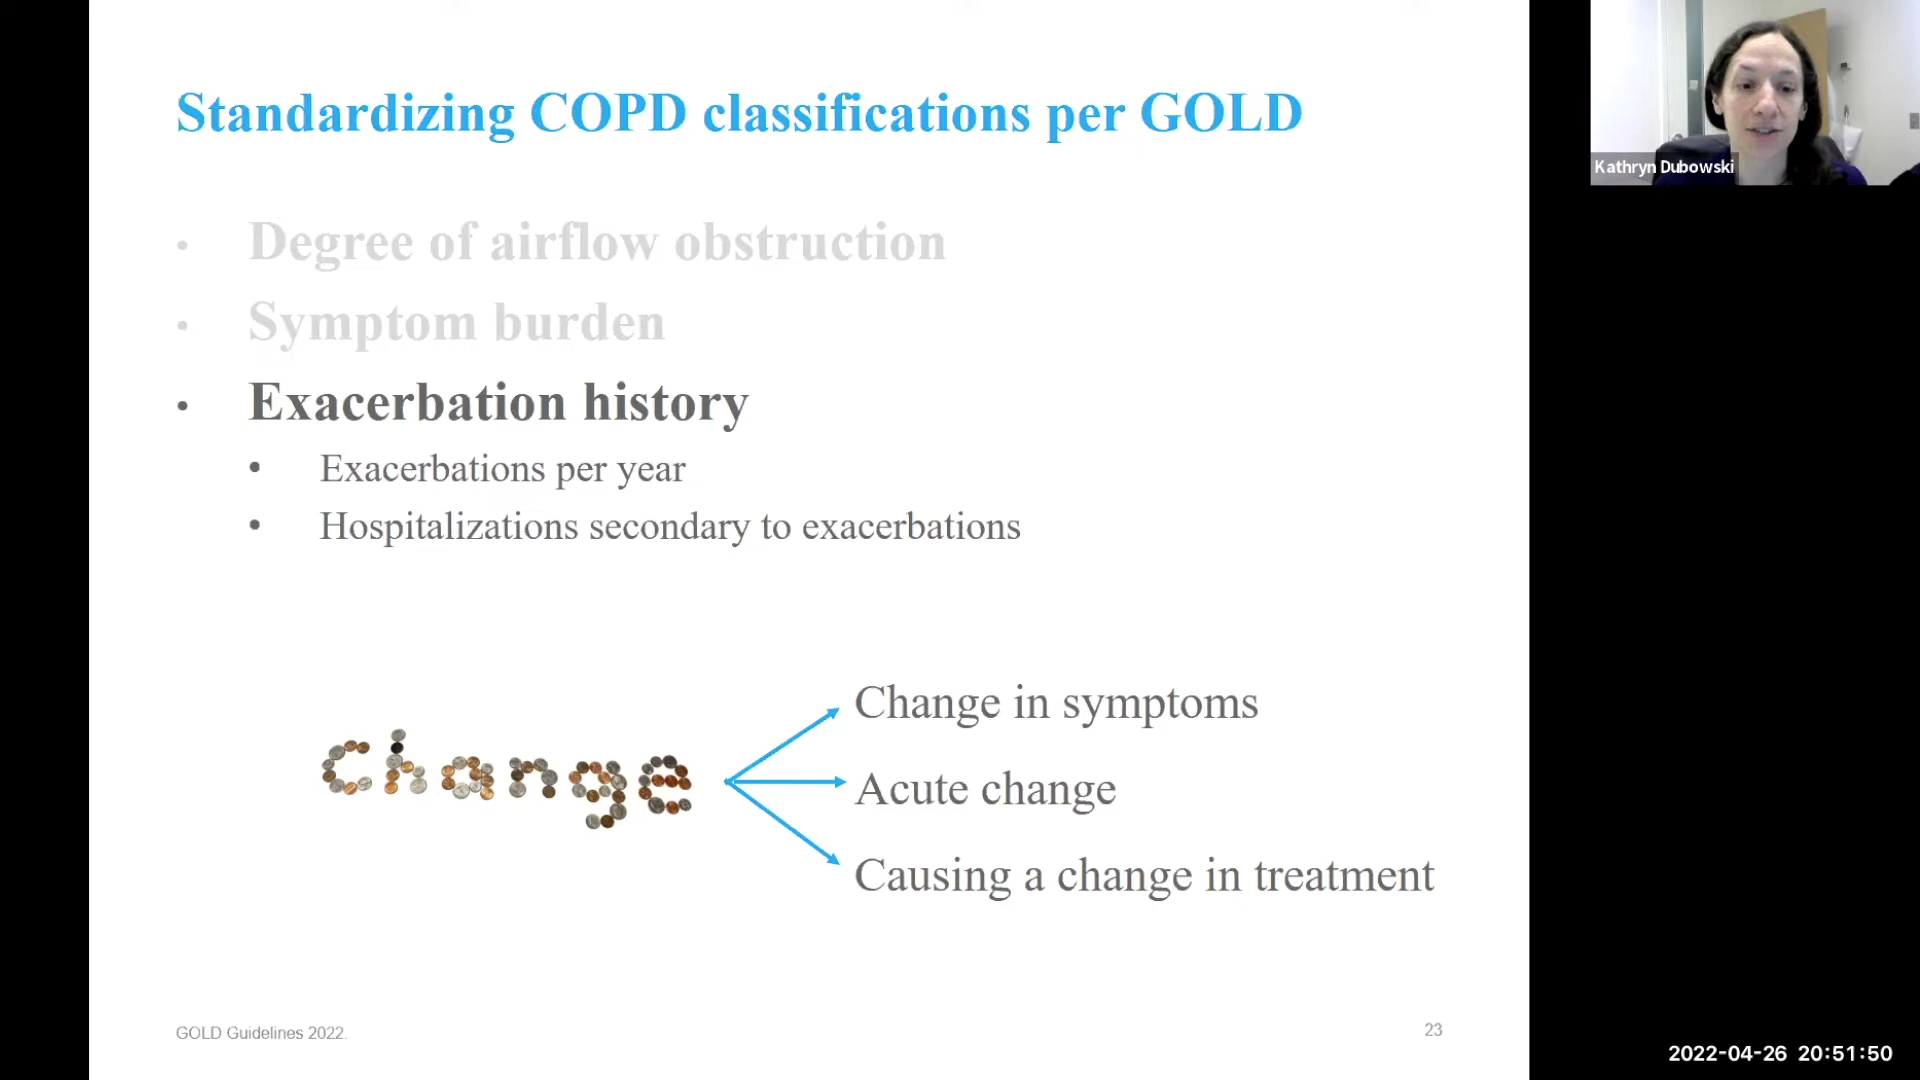 Standardizing COPD classifications per GOLD
Kathryn Dubowski
• Degree of airflow obstruction
• Symptom burden
• Exacerbation history
• Exacerbations per year
• Hospitalizations secondary to exacerbations
Change
Change in symptoms
Acute change
Causing a change in treatment
GOLD Guidelines 2022.
23
2022-04-26 20:51:50